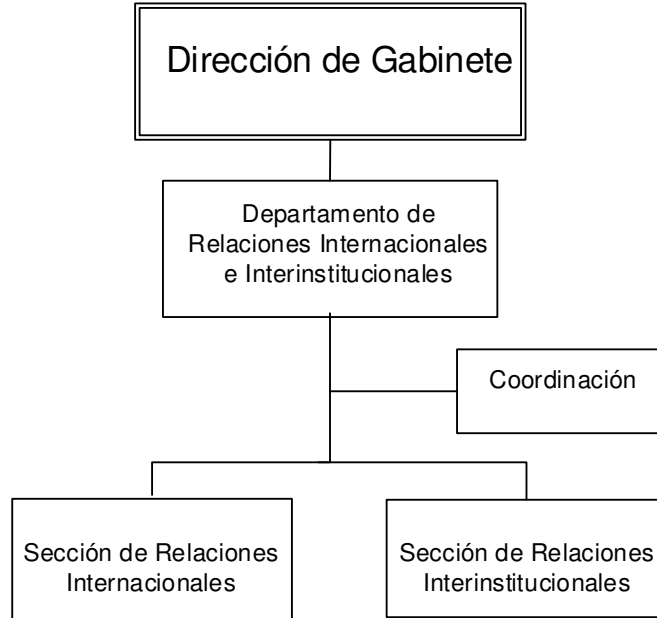 Dirección de Gabinete
Departamento de
Relaciones Internacionales
e Interinstitucionales
Coordinación
Sección de Relaciones
Internacionales
Sección de Relaciones
Interinstitucionales